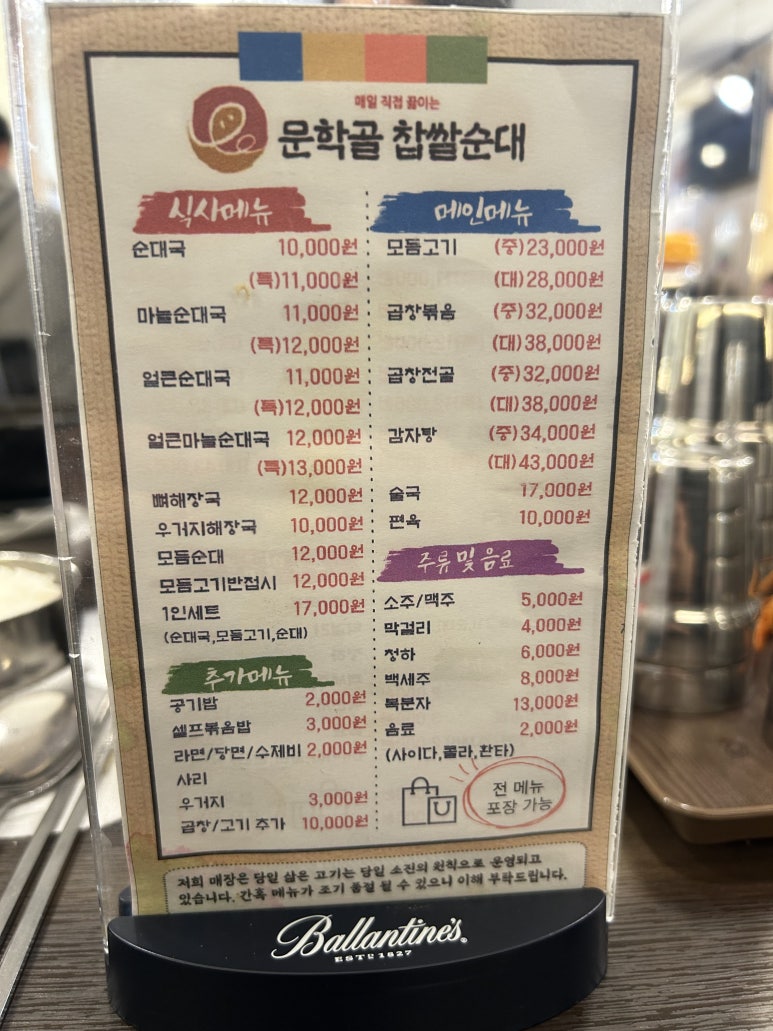 매일 직접 끓이는
문학골 찹쌀순대
식사메뉴
순대국 10,000원
(특)11,000원
마늘순대국 11,000원
(특)12,000원
얼큰순대국 11,000원
(특)12,000원
얼큰마늘순대국 12,000원
(특)13,000원
뼈해장국 12,000원
우거지해장국 10,000원
모듬순대 12,000원
모듬고기반접시 12,000원
1인세트 17,000원
(순대국,모듬고기,순대)
추가메뉴
공기밥 2,000원
셀프볶음밥 3,000원
라면/당면/수제비 2,000원
사리
우거지 3,000원
곱창/고기 추가 10,000원
메인메뉴
모듬고기 (중)23,000원
(대)28,000원
곱창볶음 (중)32,000원
(대)38,000원
곱창전골 (중)32,000원
(대)38,000원
감자탕 (중)34,000원
(대)43,000원
술국 17,000원
편육 10,000원
주류 및 음료
소주/맥주 5,000원
막걸리 4,000원
청하 6,000원
백세주 8,000원
복분자 13,000원
음료 2,000원
(사이다,콜라,환타)
전 메뉴
포장 가능
저희 매장은 당일 삶은 고기는 당일 소진의 원칙으로 운영되고
있습니다. 간혹 메뉴가 조기 품절 될 수 있으니 이해 부탁드립니다.
Ballantine's
ESTD 1827